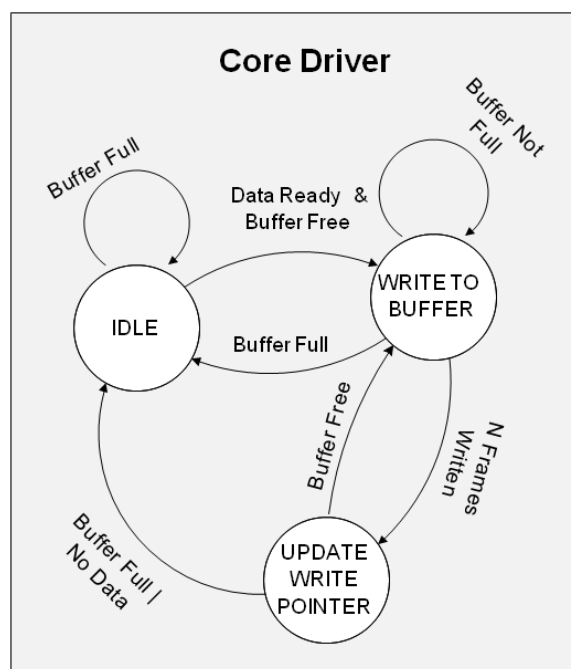 Core Driver
Buffer Full
Buffer Not
Full
Data Ready & 
Buffer Free
IDLE
WRITE TO
BUFFER
Buffer Full
Buffer Free
N Frames
Written
Buffer Full |
No Data
UPDATE
WRITE
POINTER